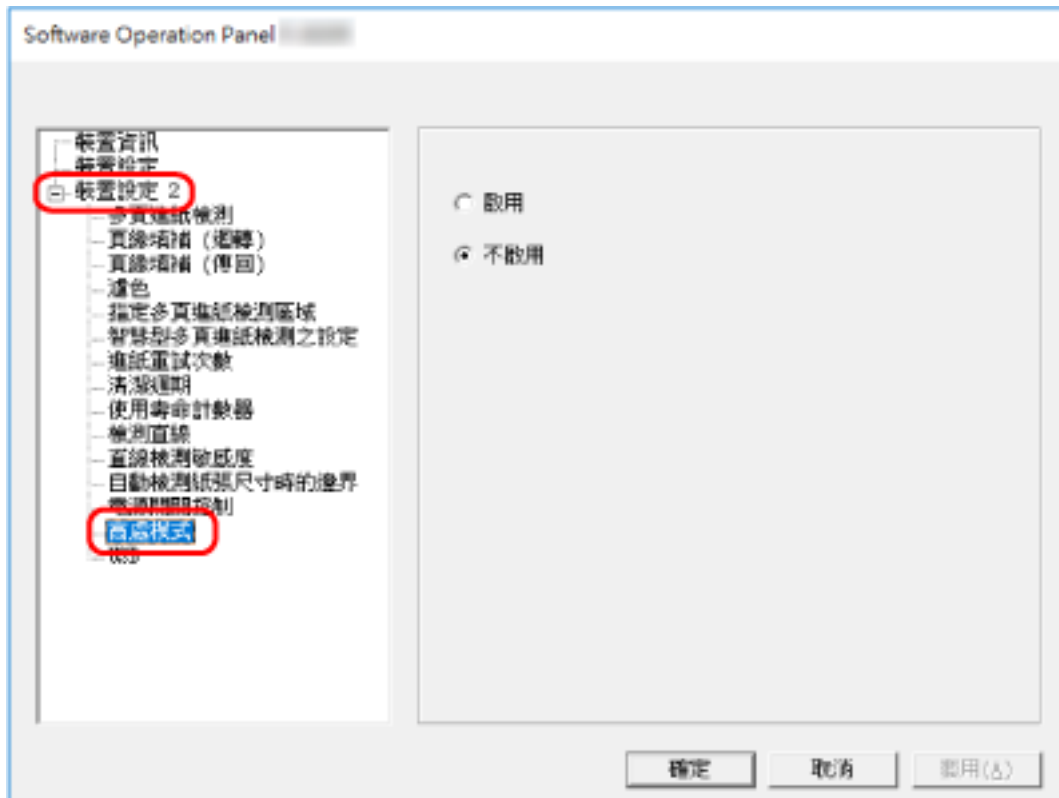 Software Operation Panel
裝置資訊
裝置設定
裝置設定 2
多頁進紙檢測
頁緣填補 (迴轉)
頁緣填補 (傳回)
濾色
指定多頁進紙檢測區域
智慧型多頁進紙檢測之設定
進紙重試次數
清潔週期
使用壽命計數器
檢測直線
直線檢測敏感度
自動檢測紙張尺寸時的邊界
電源開關控制
高處模式
USB
啟用
不啟用
確定
取消
套用(A)